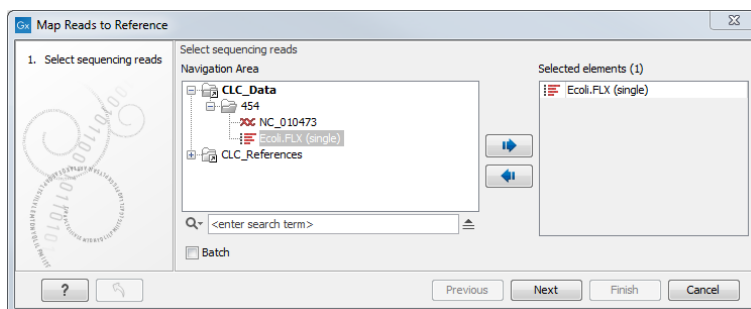 Gx Map Reads to Reference
1. Select sequencing reads
Select sequencing reads
Navigation Area
CLC_Data
454
NC_010473
Ecoli.FLX (single)
CLC_References
<enter search term>
Batch
Selected elements (1)
Ecoli.FLX (single)
?
Previous
Next
Finish
Cancel